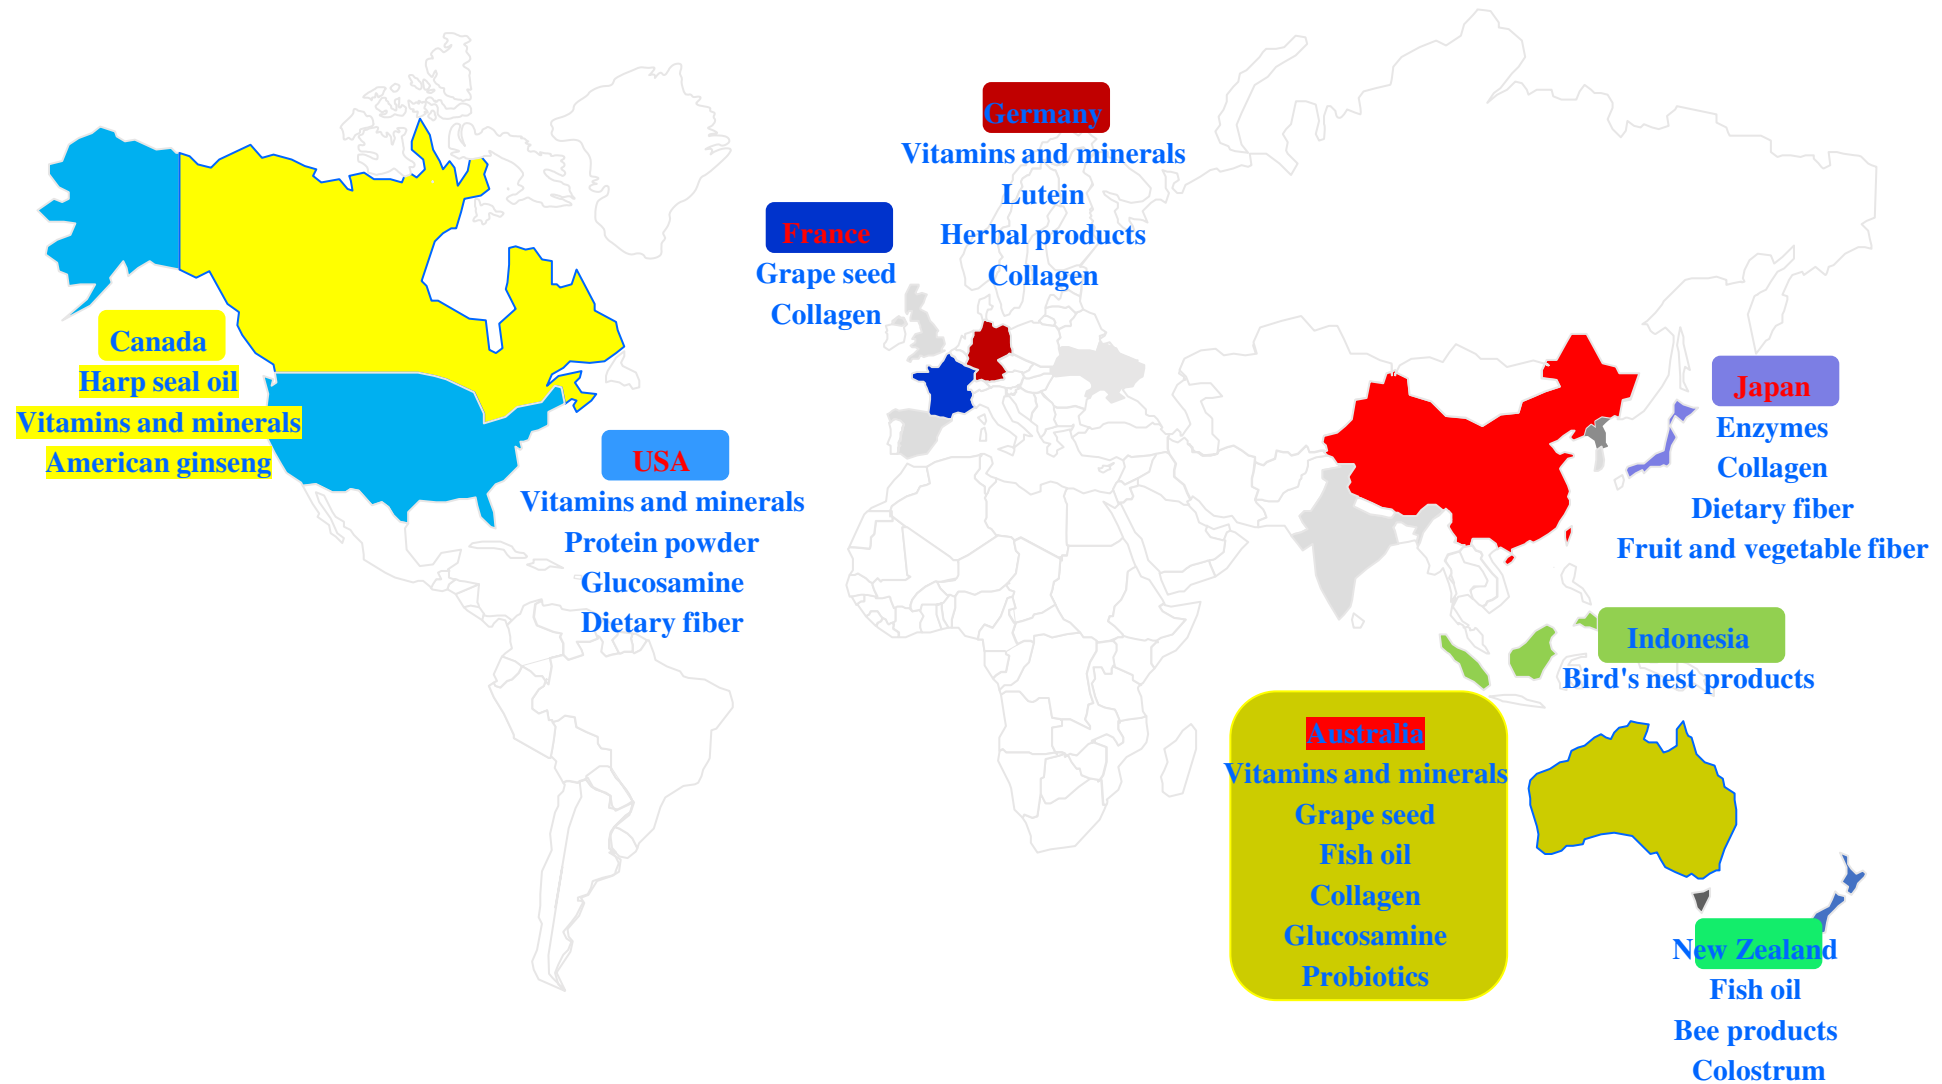 Germany
Vitamins and minerals
Lutein
Herbal products
Collagen
France
Grape seed
Collagen
Canada
Harp seal oil
Vitamins and minerals
American ginseng
USA
Vitamins and minerals
Protein powder
Glucosamine
Dietary fiber
Japan
Enzymes
Collagen
Dietary fiber
Fruit and vegetable fiber
Indonesia
Bird's nest products
Australia
Vitamins and minerals
Grape seed
Fish oil
Collagen
Glucosamine
Probiotics
New Zealand
Fish oil
Bee products
Colostrum